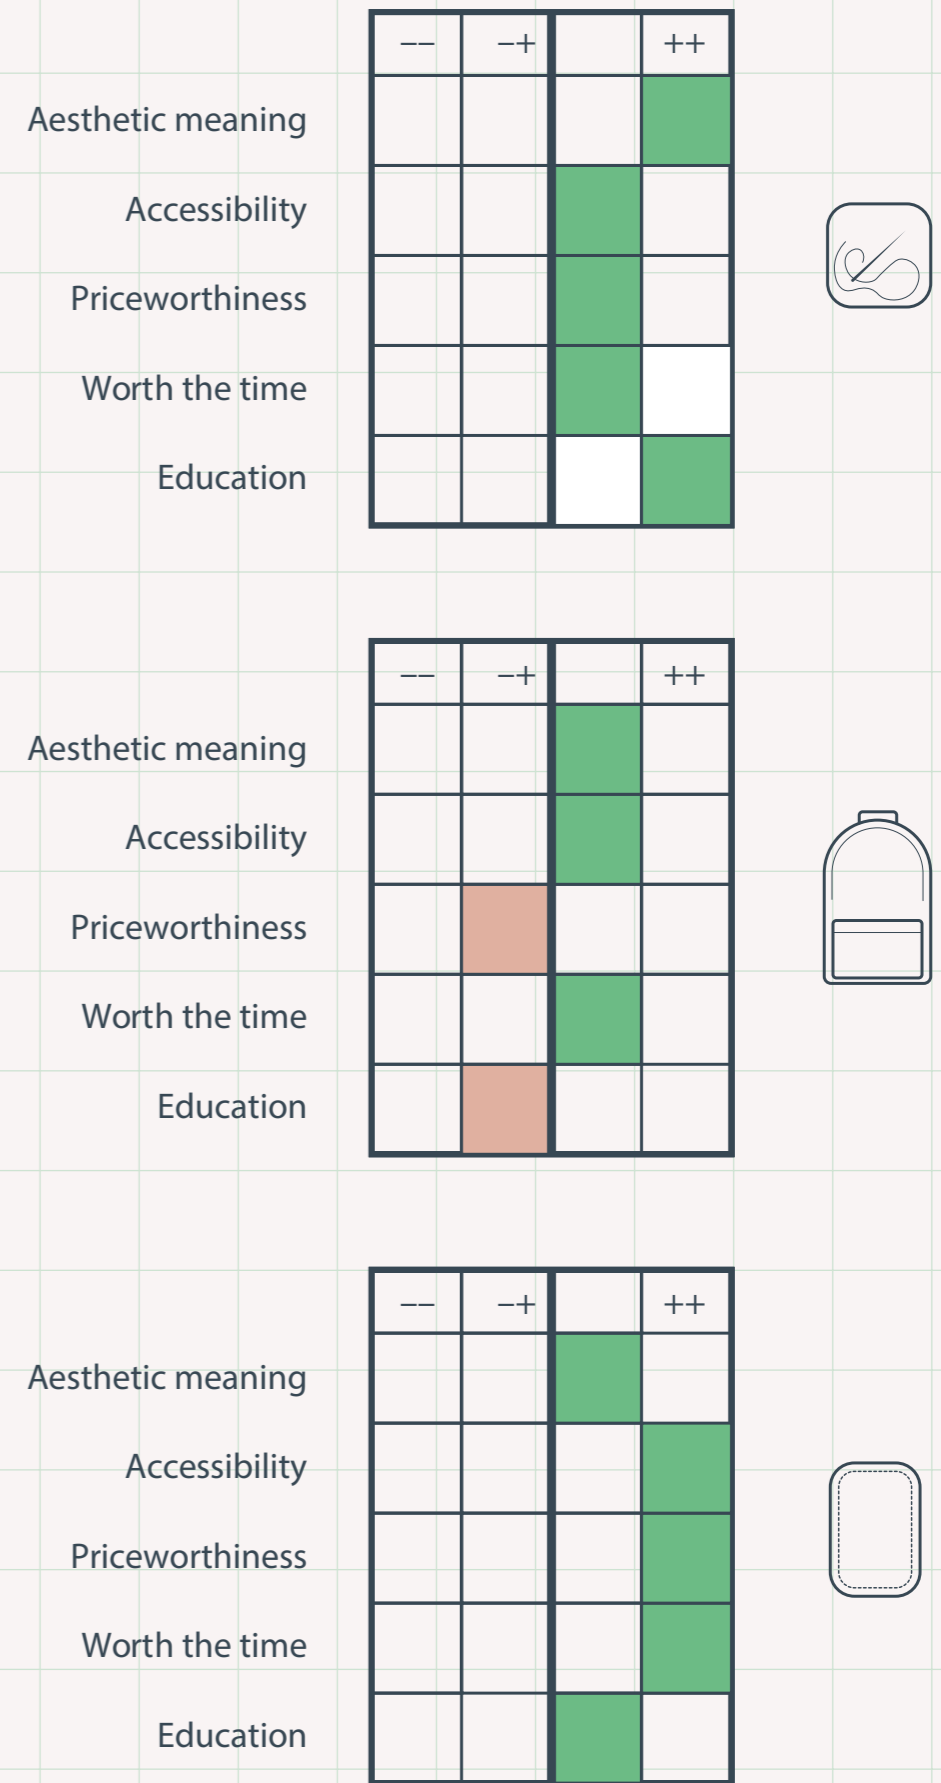 −− −+ ++
Aesthetic meaning
Accessibility
Priceworthiness
Worth the time
Education
−− −+ ++
Aesthetic meaning
Accessibility
Priceworthiness
Worth the time
Education
−− −+ ++
Aesthetic meaning
Accessibility
Priceworthiness
Worth the time
Education